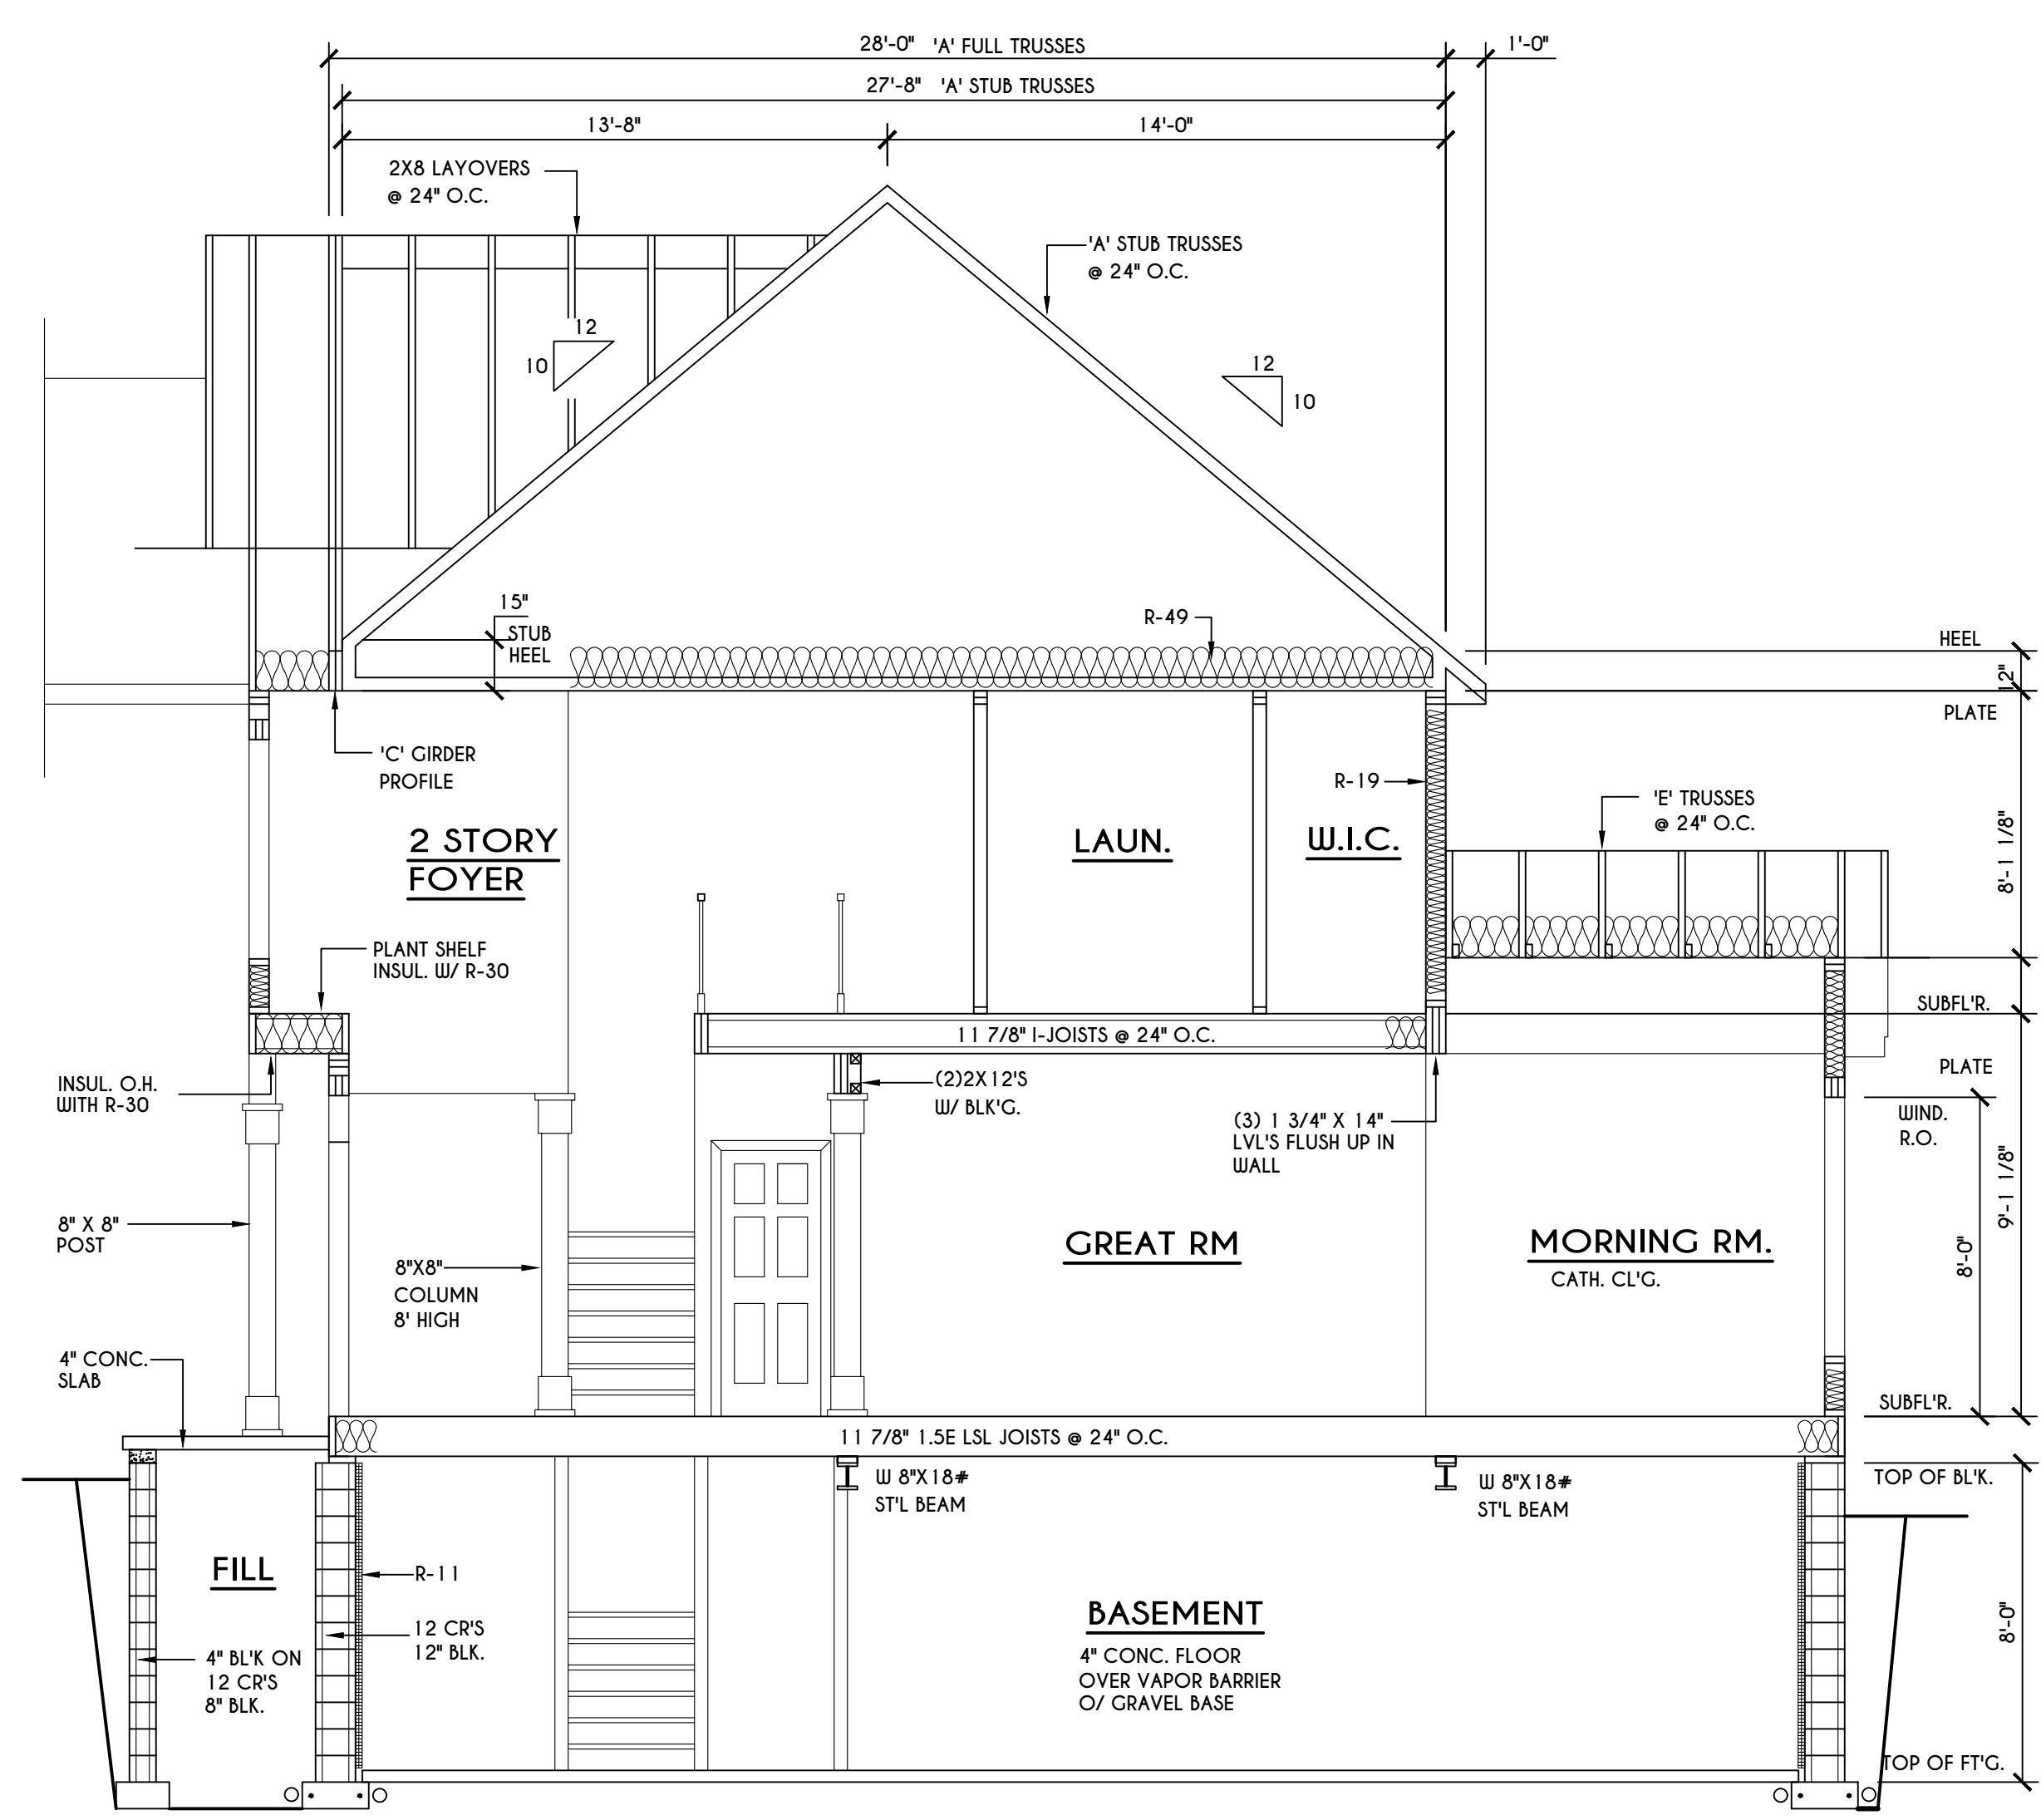 28'-0" 'A' FULL TRUSSES
1'-0"
27'-8" 'A' STUB TRUSSES
13'-8"
14'-0"
2X8 LAYOVERS
@ 24" O.C.
'A' STUB TRUSSES
@ 24" O.C.
12
10
12
10
15"
STUB
HEEL
R-49
HEEL
12"
PLATE
'C' GIRDER
PROFILE
R-19
'E' TRUSSES
@ 24" O.C.
2 STORY
FOYER
LAUN.
W.I.C.
8'-1 1/8"
PLANT SHELF
INSUL. W/ R-30
SUBFL'R.
11 7/8" I-JOISTS @ 24" O.C.
INSUL. O.H.
WITH R-30
(2)2X12'S
W/ BLK'G.
PLATE
(3) 1 3/4" X 14"
LVL'S FLUSH UP IN
WALL
WIND.
R.O.
9'-1 1/8"
8" X 8"
POST
8"X8"
COLUMN
8' HIGH
GREAT RM
MORNING RM.
CATH. CL'G.
8'-0"
4" CONC.
SLAB
SUBFL'R.
11 7/8" 1.5E LSL JOISTS @ 24" O.C.
W 8"X18#
ST'L BEAM
W 8"X18#
ST'L BEAM
TOP OF BL'K.
FILL
R-11
12 CR'S
12" BLK.
BASEMENT
4" CONC. FLOOR
OVER VAPOR BARRIER
O/ GRAVEL BASE
4" BL'K ON
12 CR'S
8" BLK.
8'-0"
TOP OF FT'G.